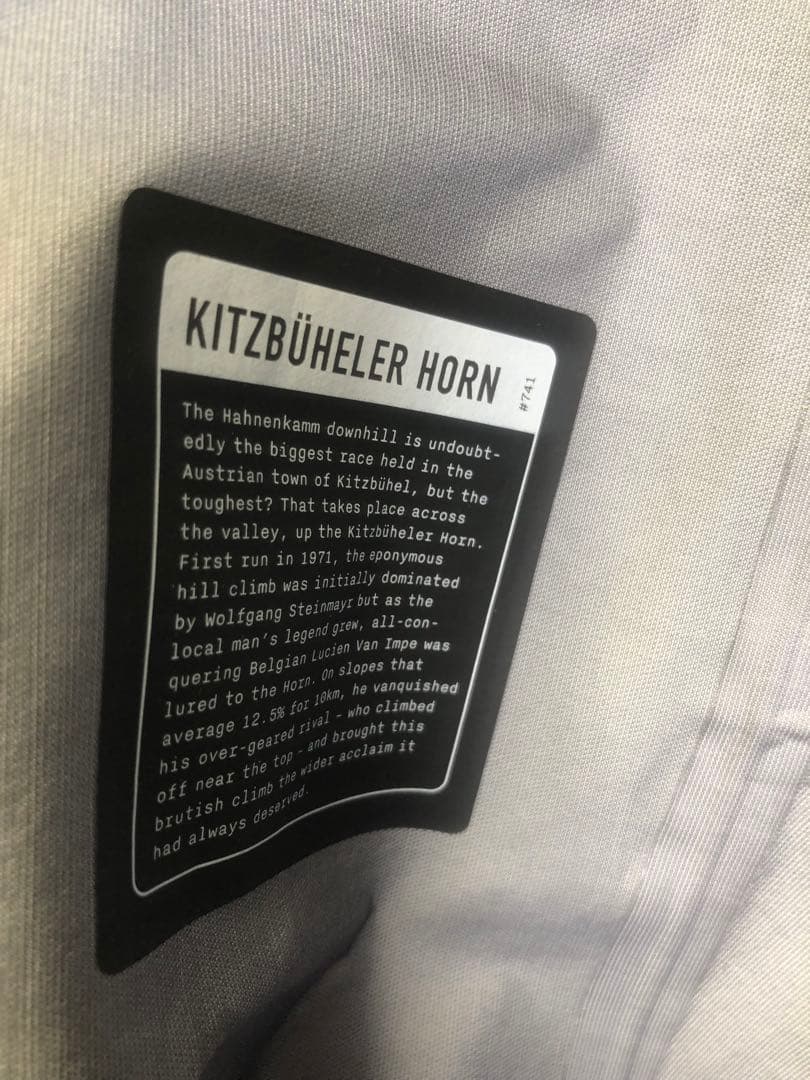 KITZBÜHELER HORN
#741
The Hahnenkamm downhill is undoubt-
edly the biggest race held in the
Austrian town of Kitzbühel, but the
toughest? That takes place across
the valley, up the Kitzbüheler Horn.
First run in 1971, the eponymous
hill climb was initially dominated
by Wolfgang Steinmayr but as the
local man's legend grew, all-con-
quering Belgian Lucien Van Impe was
lured to the Horn. On slopes that
average 12.5% for 10km, he vanquished
his over-geared rival – who climbed
off near the top – and brought this
brutish climb the wider acclaim it
had always deserved.